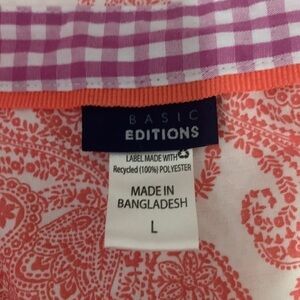 BASIC
EDITIONS
LABEL MADE WITH
Recycled (100%) POLYESTER
MADE IN
BANGLADESH
L